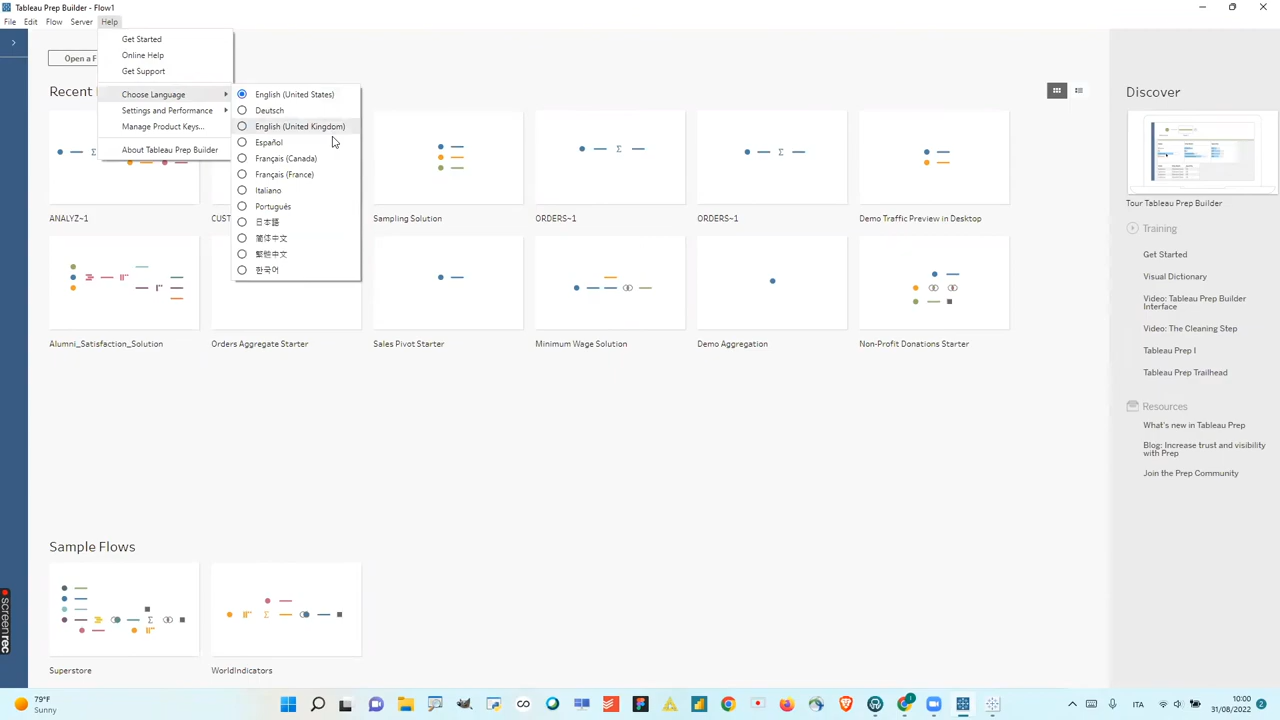 Tableau Prep Builder - Flow1
File Edit Flow Server Help
Get Started
Online Help
Get Support
Choose Language
Settings and Performance
Manage Product Keys...
About Tableau Prep Builder
English (United States)
Deutsch
English (United Kingdom)
Español
Français (Canada)
Français (France)
Italiano
Português
日本語
简体中文
繁體中文
한국어
Open a F
Recent
ANALYZ~1
CUST
Sampling Solution
ORDERS~1
ORDERS~1
Demo Traffic Preview in Desktop
Alumni_Satisfaction_Solution
Orders Aggregate Starter
Sales Pivot Starter
Minimum Wage Solution
Demo Aggregation
Non-Profit Donations Starter
Sample Flows
Superstore
WorldIndicators
Discover
Tour Tableau Prep Builder
Training
Get Started
Visual Dictionary
Video: Tableau Prep Builder
Interface
Video: The Cleaning Step
Tableau Prep I
Tableau Prep Trailhead
Resources
What's new in Tableau Prep
Blog: Increase trust and visibility
with Prep
Join the Prep Community
screenrec
79°F
Sunny
ITA
10:00
31/08/2022